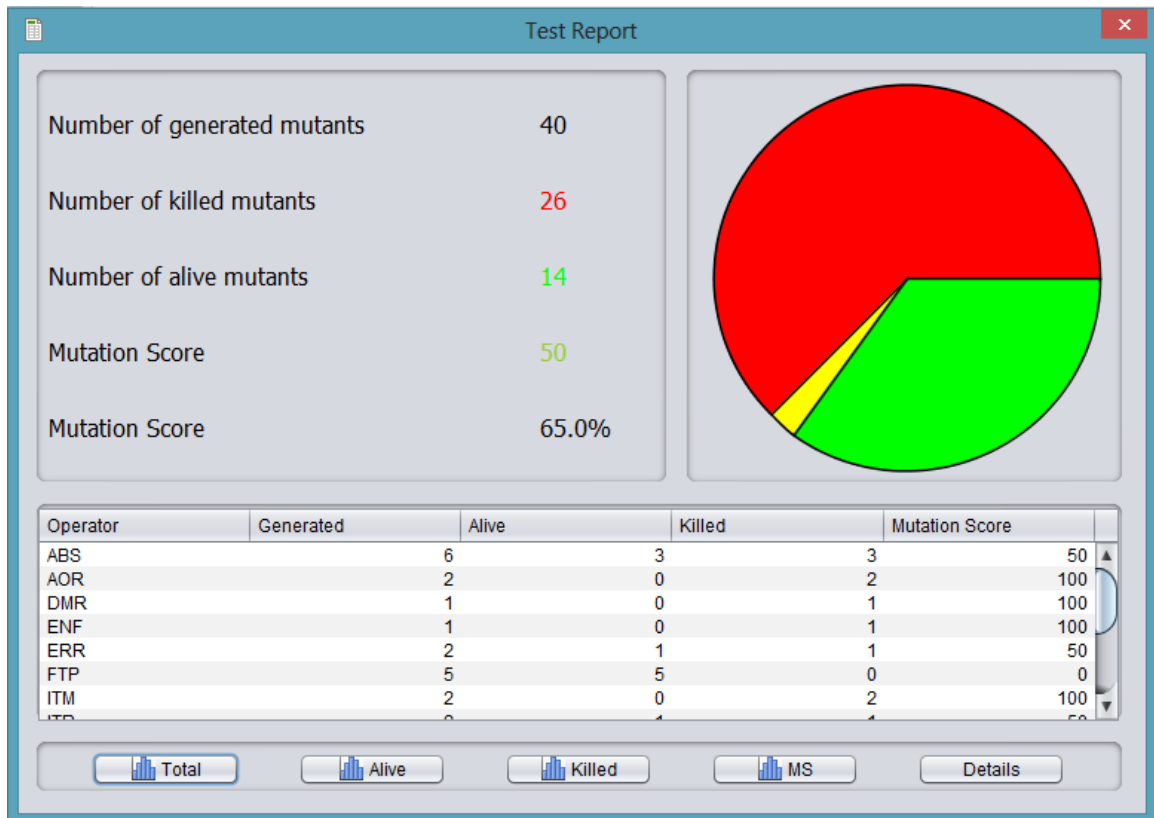 Test Report
Number of generated mutants 40
Number of killed mutants 26
Number of alive mutants 14
Mutation Score 50
Mutation Score 65.0%
Operator Generated Alive Killed Mutation Score
ABS 6 3 3 50
AOR 2 0 2 100
DMR 1 0 1 100
ENF 1 0 1 100
ERR 2 1 1 50
FTP 5 5 0 0
ITM 2 0 2 100
Total Alive Killed MS Details